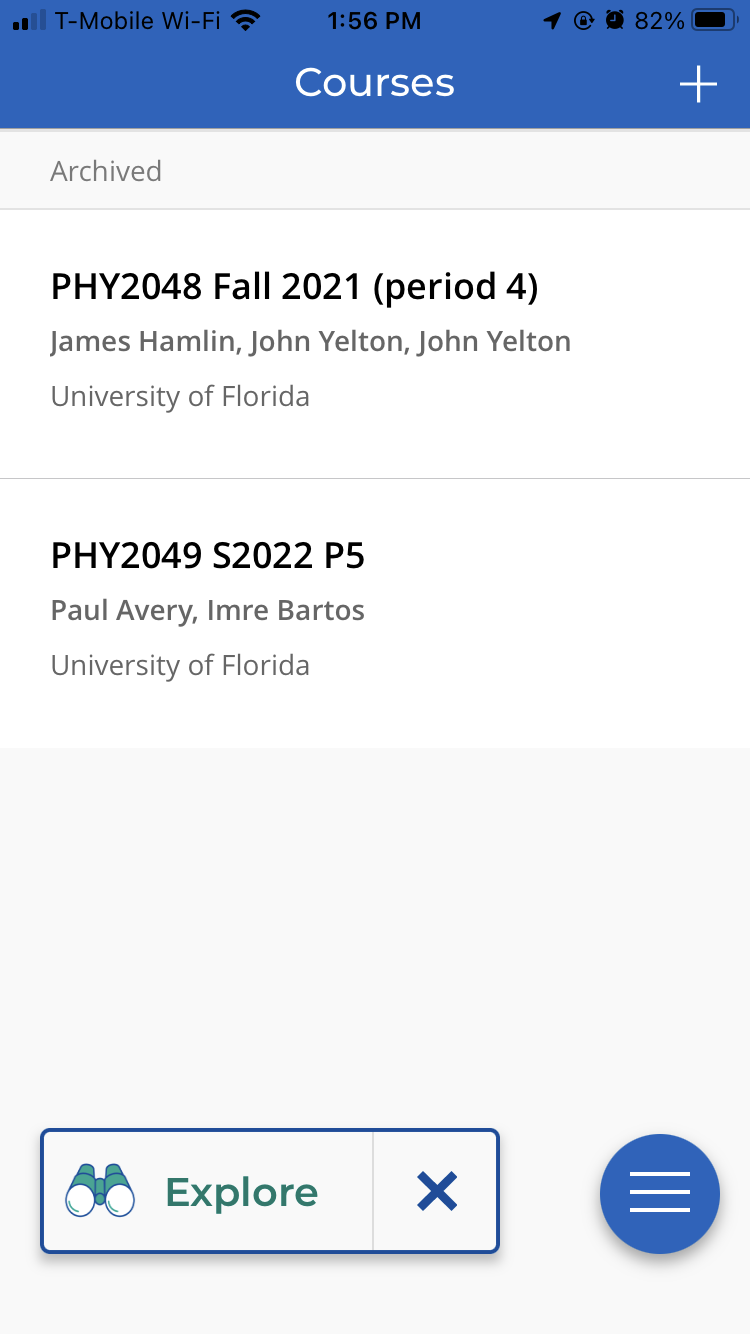 T-Mobile Wi-Fi 1:56 PM 82%
Courses
Archived
PHY2048 Fall 2021 (period 4)
James Hamlin, John Yelton, John Yelton
University of Florida
PHY2049 S2022 P5
Paul Avery, Imre Bartos
University of Florida
Explore